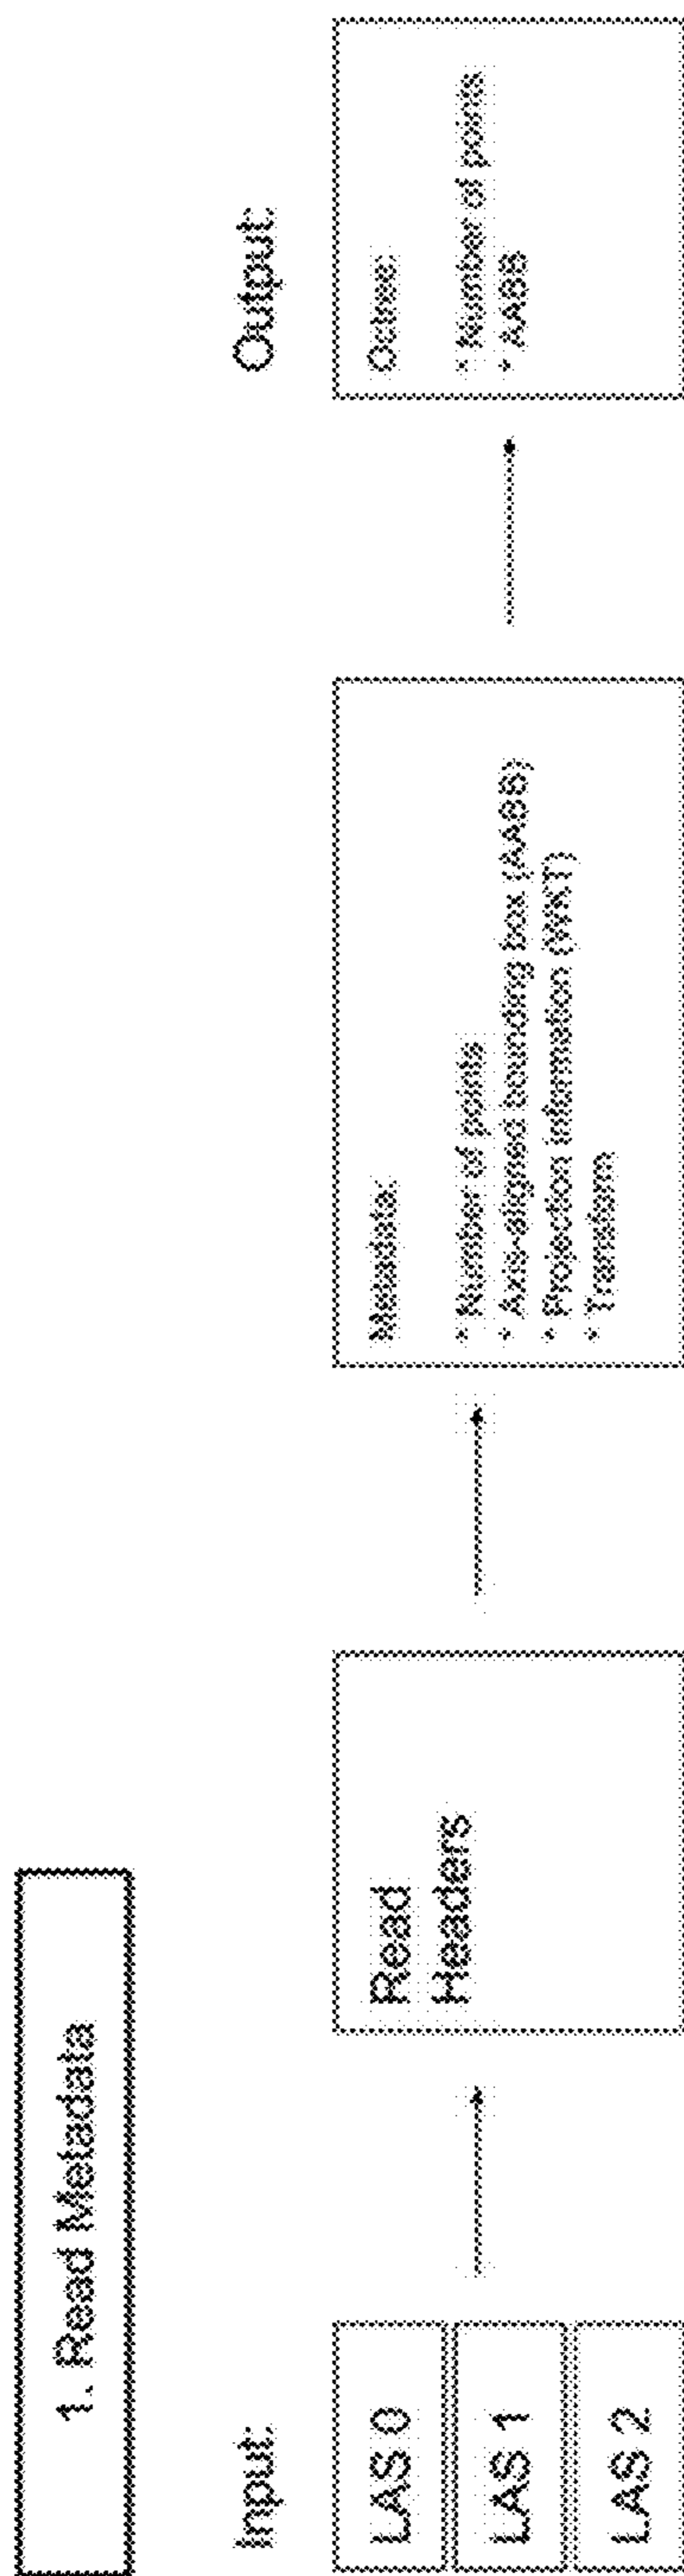 1. Read Metadata
Input:
LAS 0
LAS 1
LAS 2
Read
Headers
Metadata:
• Number of points
• Axis-aligned bounding box (AABB)
• Projection information (WKT)
• Transform
Output:
Octree:
• Number of points
• AABB